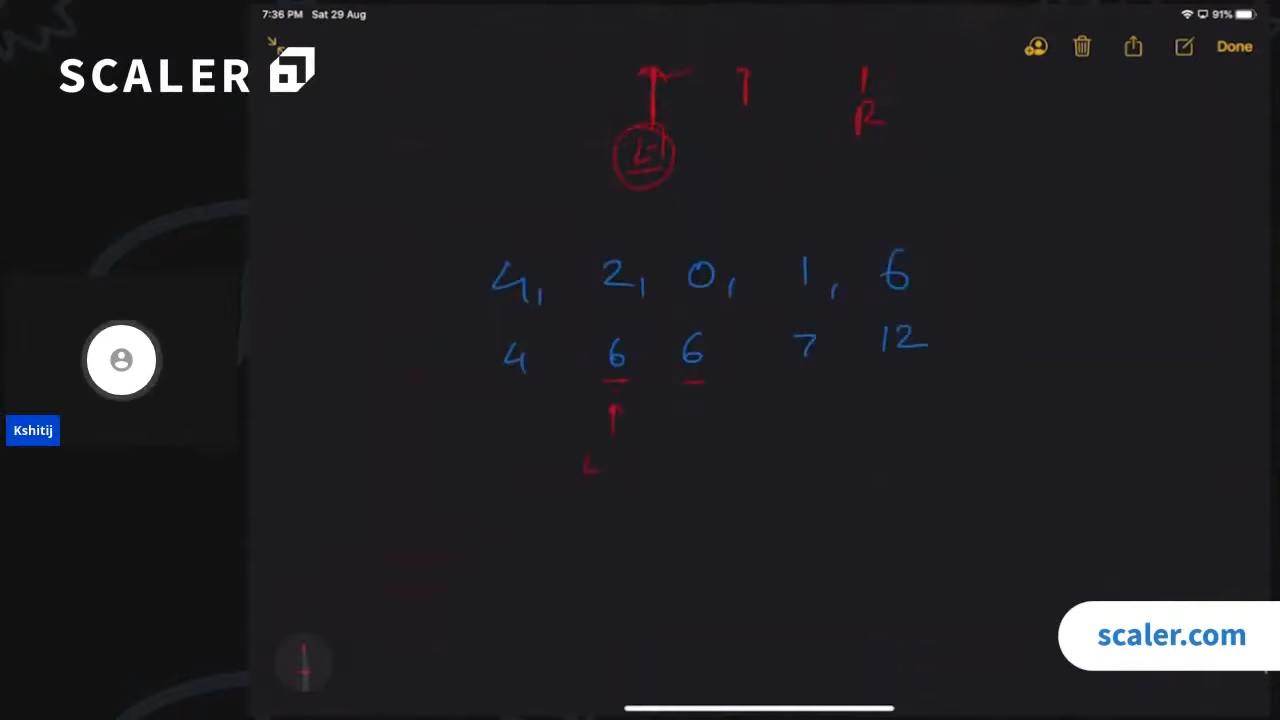 7:36 PM Sat 29 Aug
91%
SCALER
Done
R
L
4, 2, 0, 1, 6
4 6 6 7 12
L
Kshitij
scaler.com